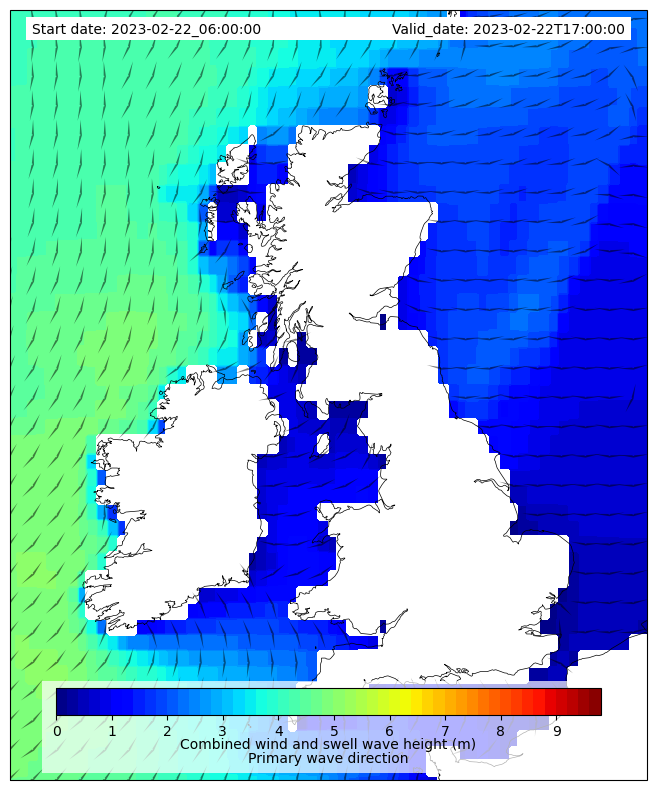 Start date: 2023-02-22_06:00:00
Valid_date: 2023-02-22T17:00:00
0 1 2 3 4 5 6 7 8 9
Combined wind and swell wave height (m)
Primary wave direction